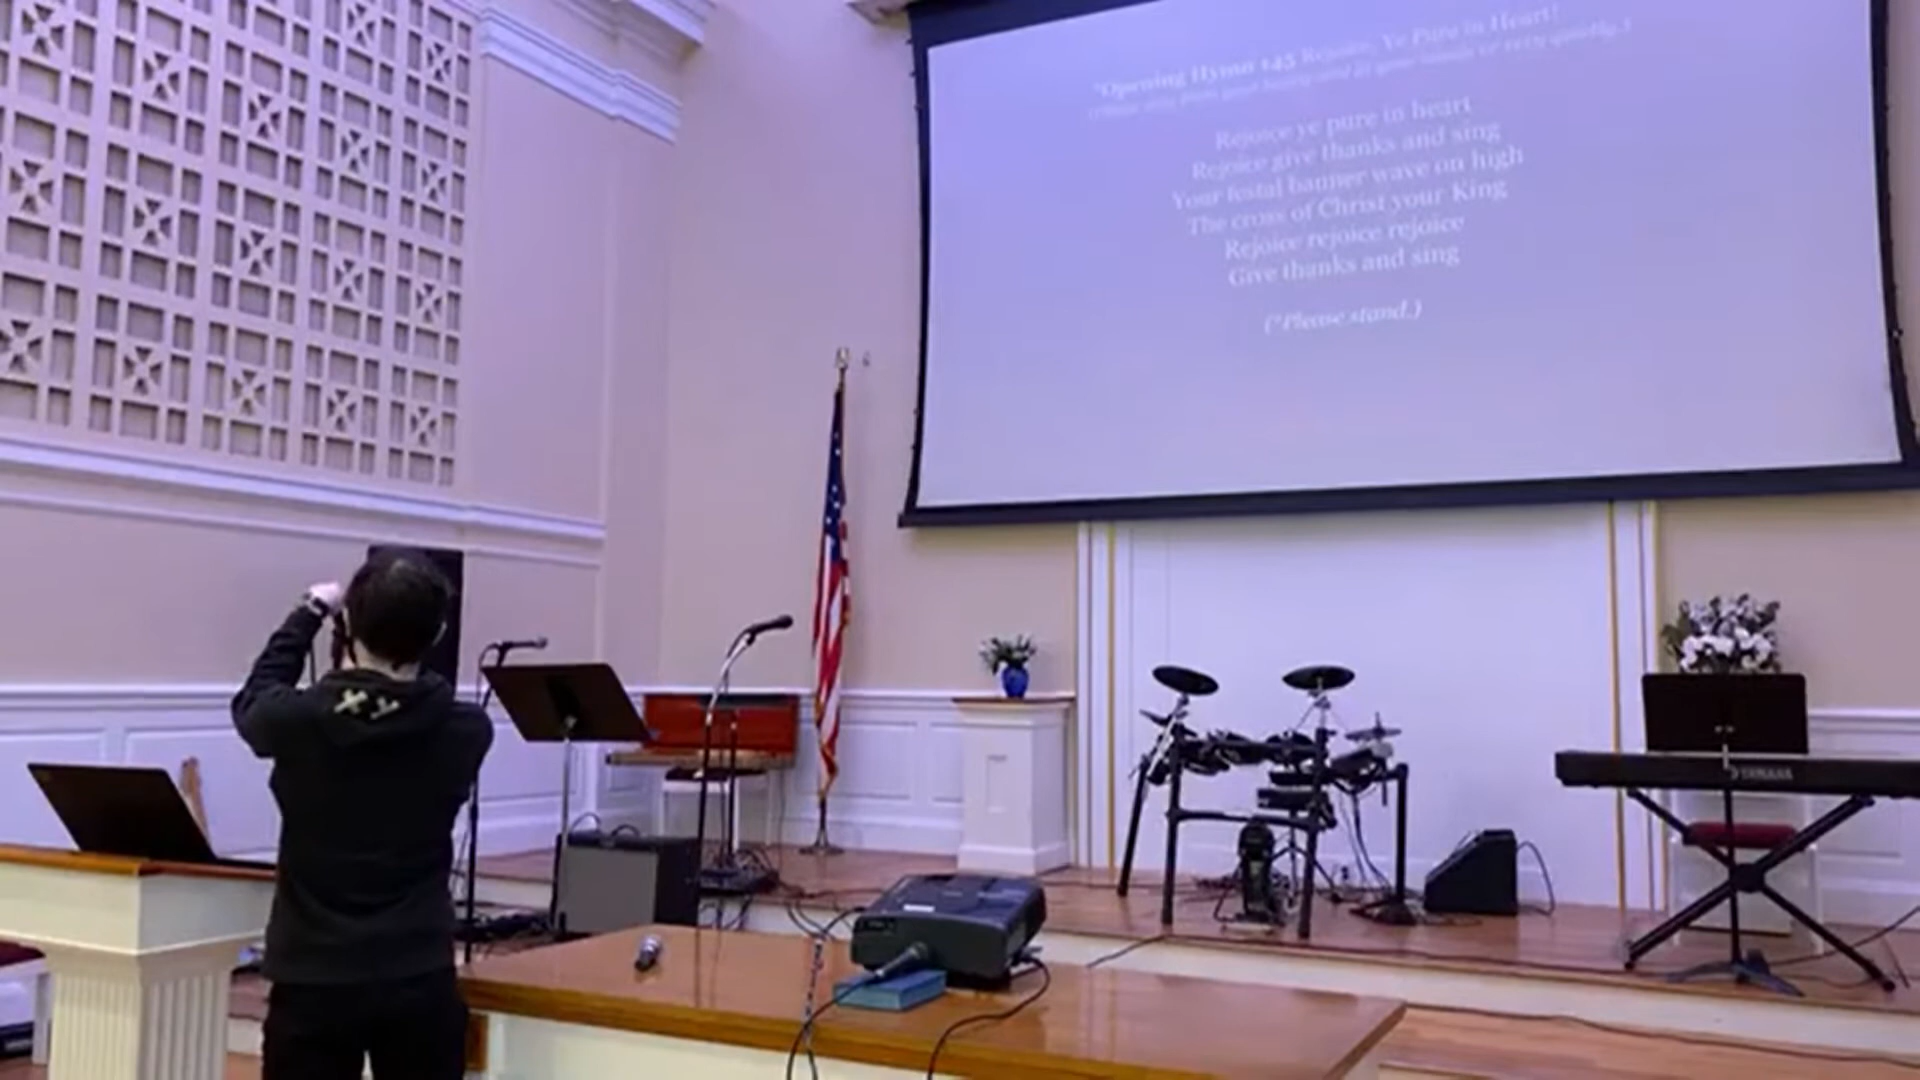 *Opening Hymn 145 Rejoice, Ye Pure in Heart!
Rejoice ye pure in heart
Rejoice give thanks and sing
Your festal banner wave on high
The cross of Christ your King
Rejoice rejoice rejoice
Give thanks and sing
(*Please stand.)
YAMAHA